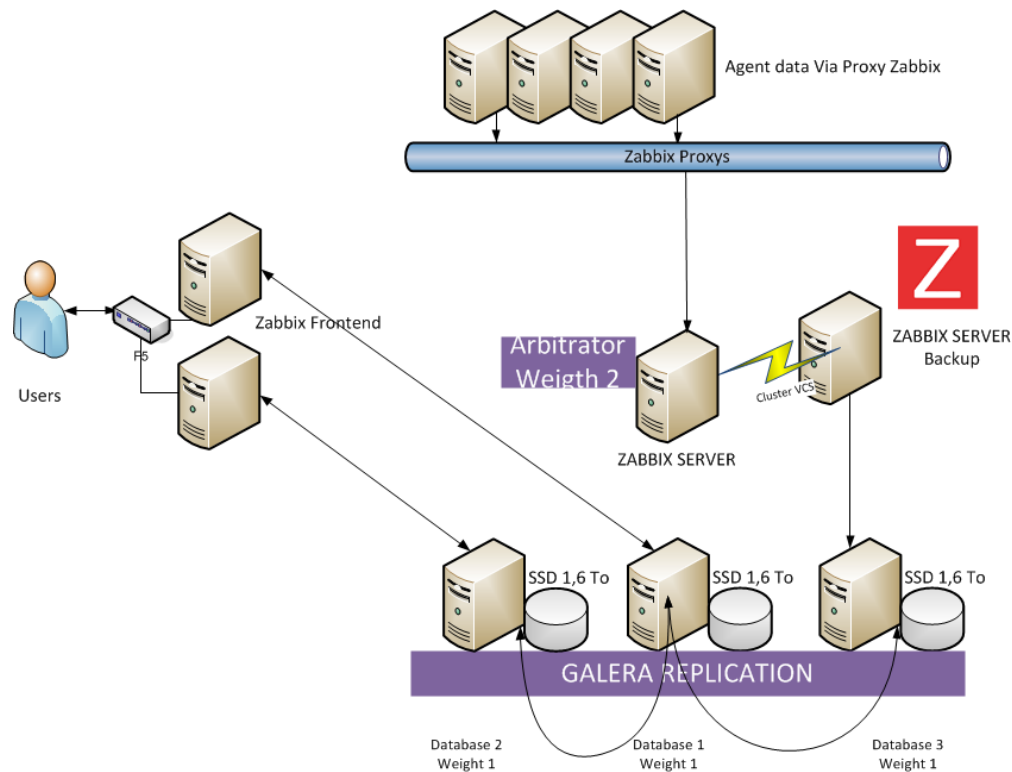 Agent data Via Proxy Zabbix
Zabbix Proxys
Z
ZABBIX SERVER
Backup
Zabbix Frontend
F5
Users
Arbitrator
Weigth 2
Cluster VCS
ZABBIX SERVER
SSD 1,6 To
SSD 1,6 To
SSD 1,6 To
GALERA REPLICATION
Database 2
Weight 1
Database 1
Weight 1
Database 3
Weight 1